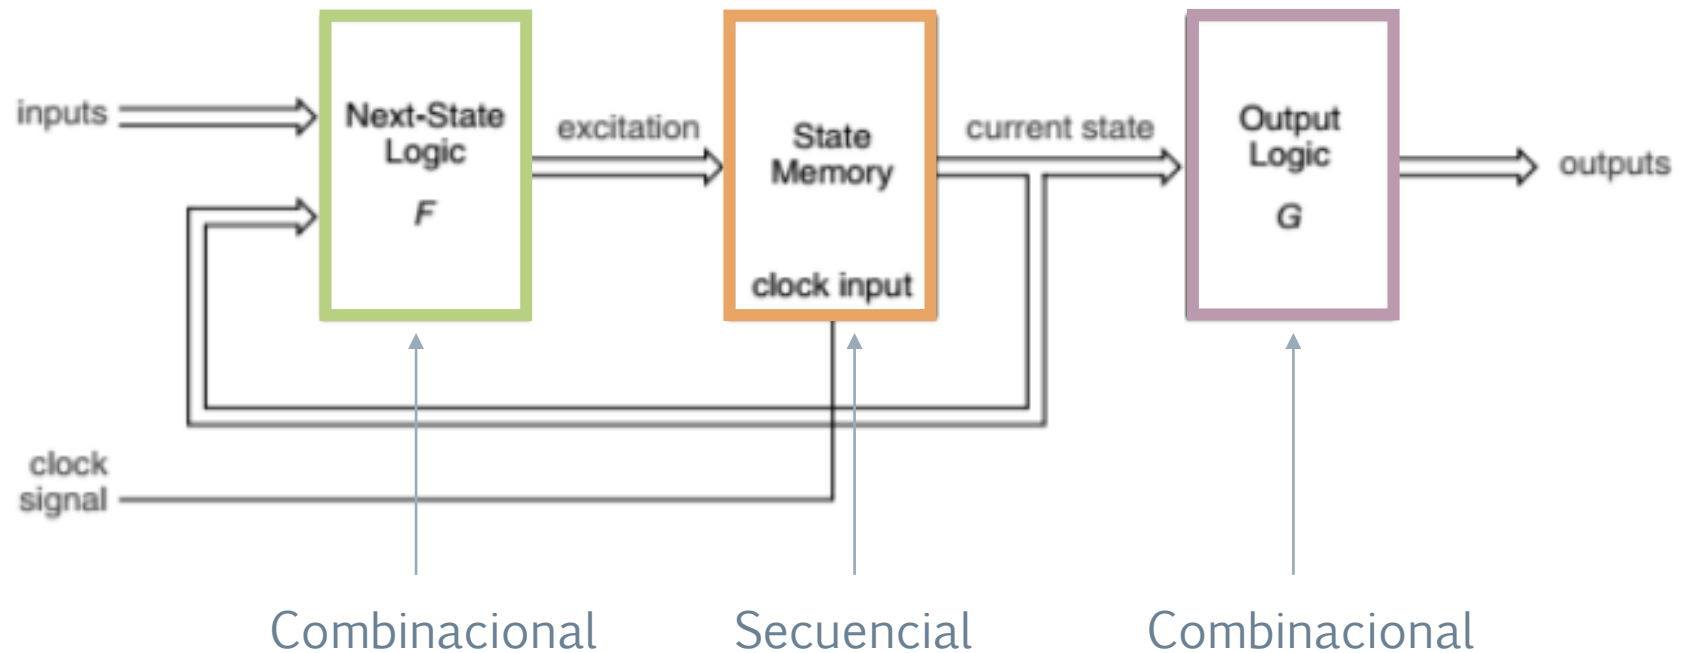 inputs
Next-State
Logic
F
excitation
State
Memory
clock input
current state
Output
Logic
G
outputs
clock
signal
Combinacional
Secuencial
Combinacional